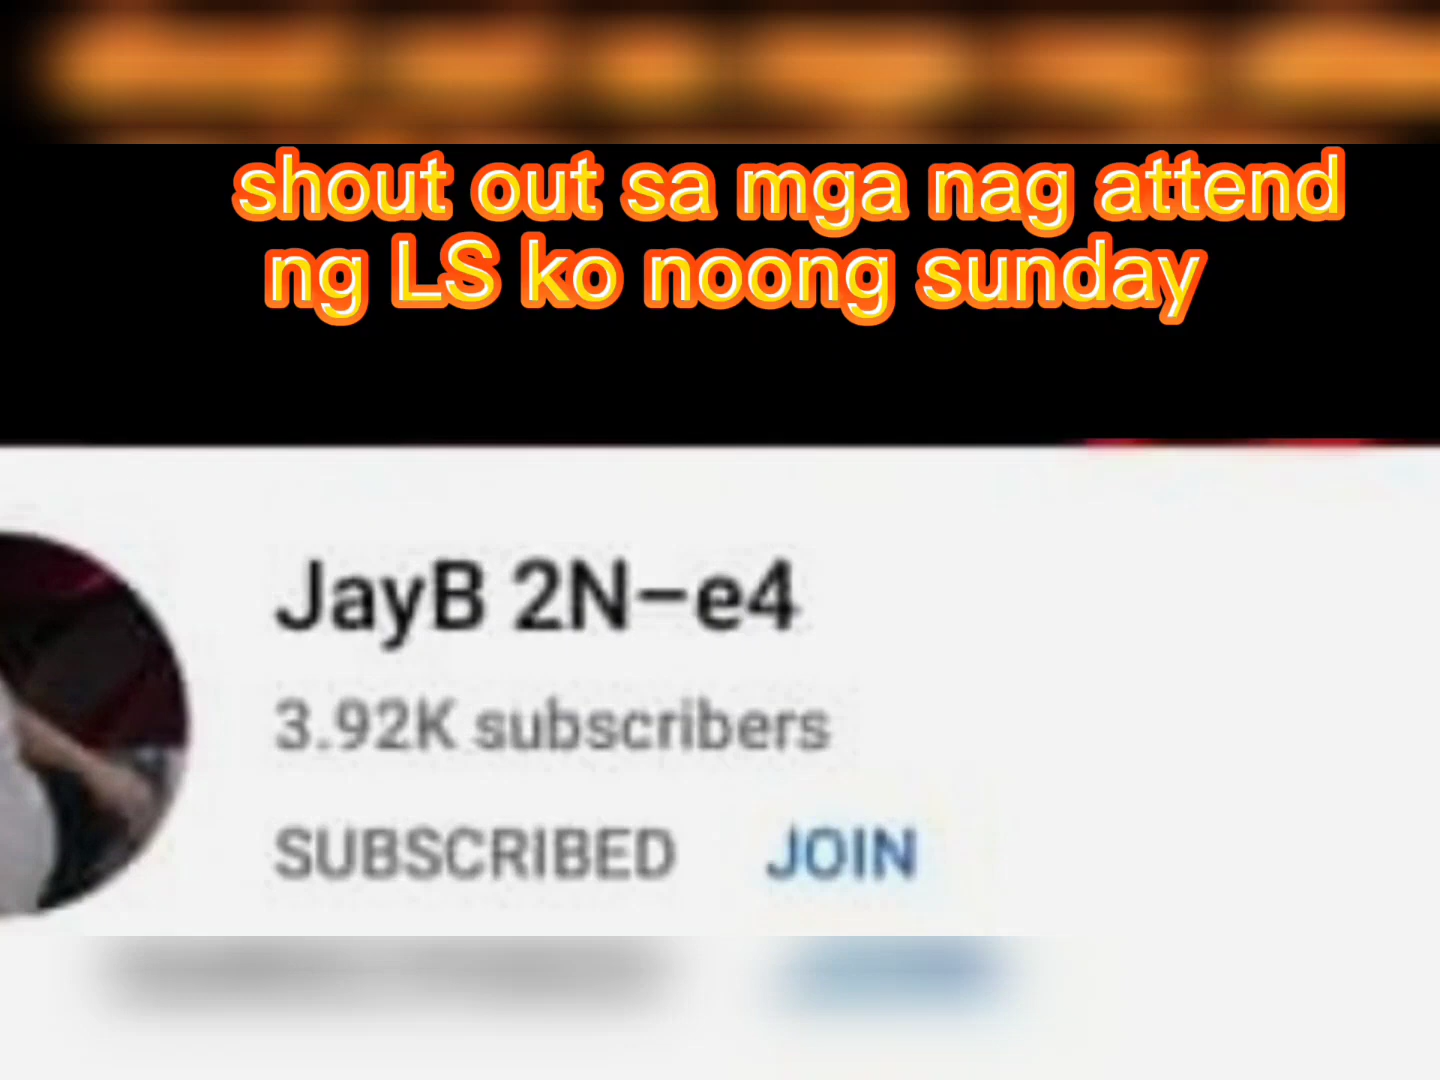 shout out sa mga nag attend
ng LS ko noong sunday
JayB 2N-e4
3.92K subscribers
SUBSCRIBED JOIN